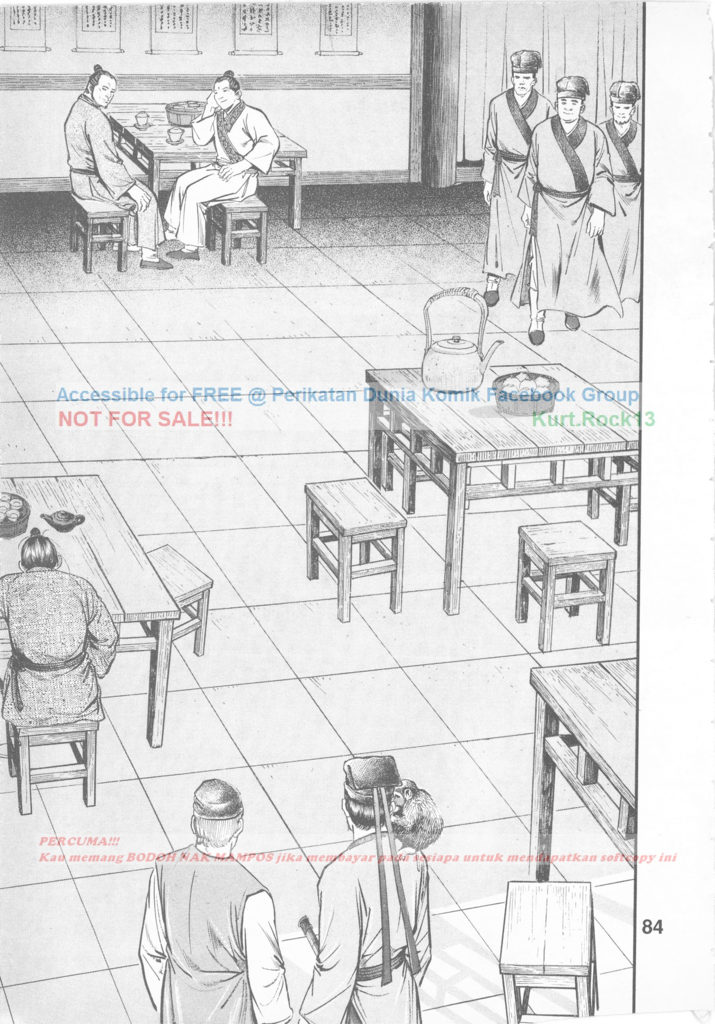 Accessible for FREE @ Perikatan Dunia Komik Facebook Group
NOT FOR SALE!!! Kurt.Rock13
PERCUMA!!!
Kau memang BODOH NAK MAMPOS jika membayar pada sesiapa untuk mendapatkan softcopy ini
84